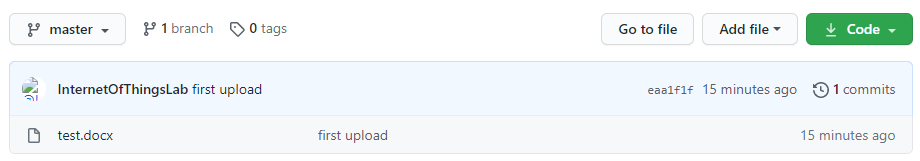 master 1 branch 0 tags Go to file Add file Code
InternetOfThingsLab first upload eaa1f1f 15 minutes ago 1 commits
test.docx first upload 15 minutes ago